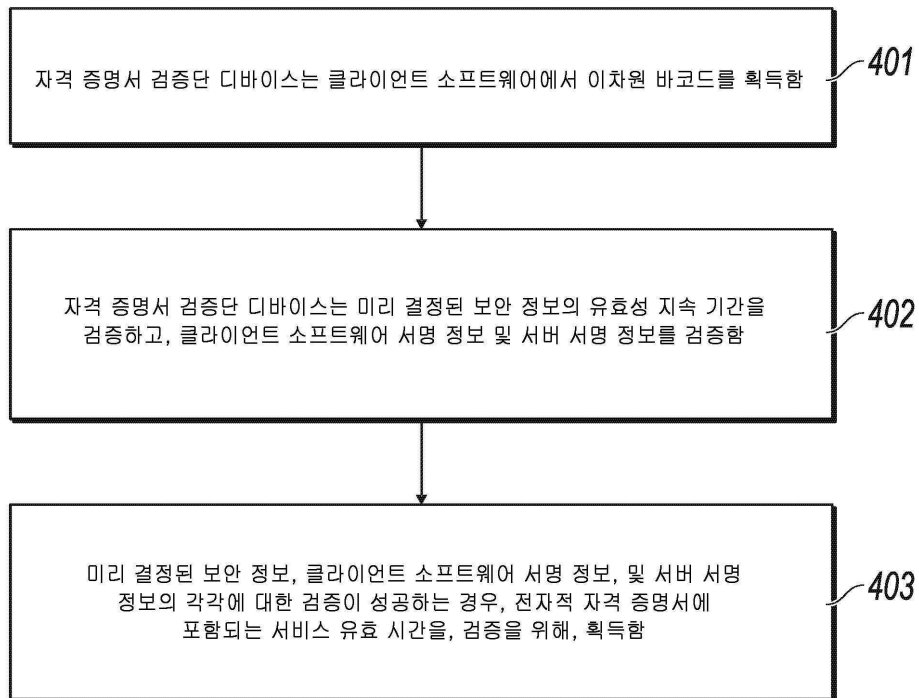 자격 증명서 검증단 디바이스는 클라이언트 소프트웨어에서 이차원 바코드를 획득함
401
자격 증명서 검증단 디바이스는 미리 결정된 보안 정보의 유효성 지속 기간을
검증하고, 클라이언트 소프트웨어 서명 정보 및 서버 서명 정보를 검증함
402
미리 결정된 보안 정보, 클라이언트 소프트웨어 서명 정보, 및 서버 서명
정보의 각각에 대한 검증이 성공하는 경우, 전자적 자격 증명서에
포함되는 서비스 유효 시간을, 검증을 위해, 획득함
403